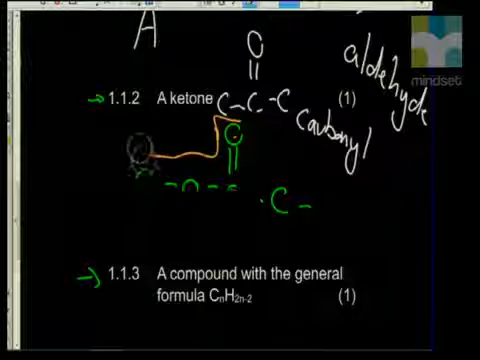 A
aldehyde
mindset
O
||
1.1.2 A ketone C-C-C (1)
carbonyl
O
||
-O-C C-
1.1.3 A compound with the general
formula CₙH₂ₙ₋₂ (1)